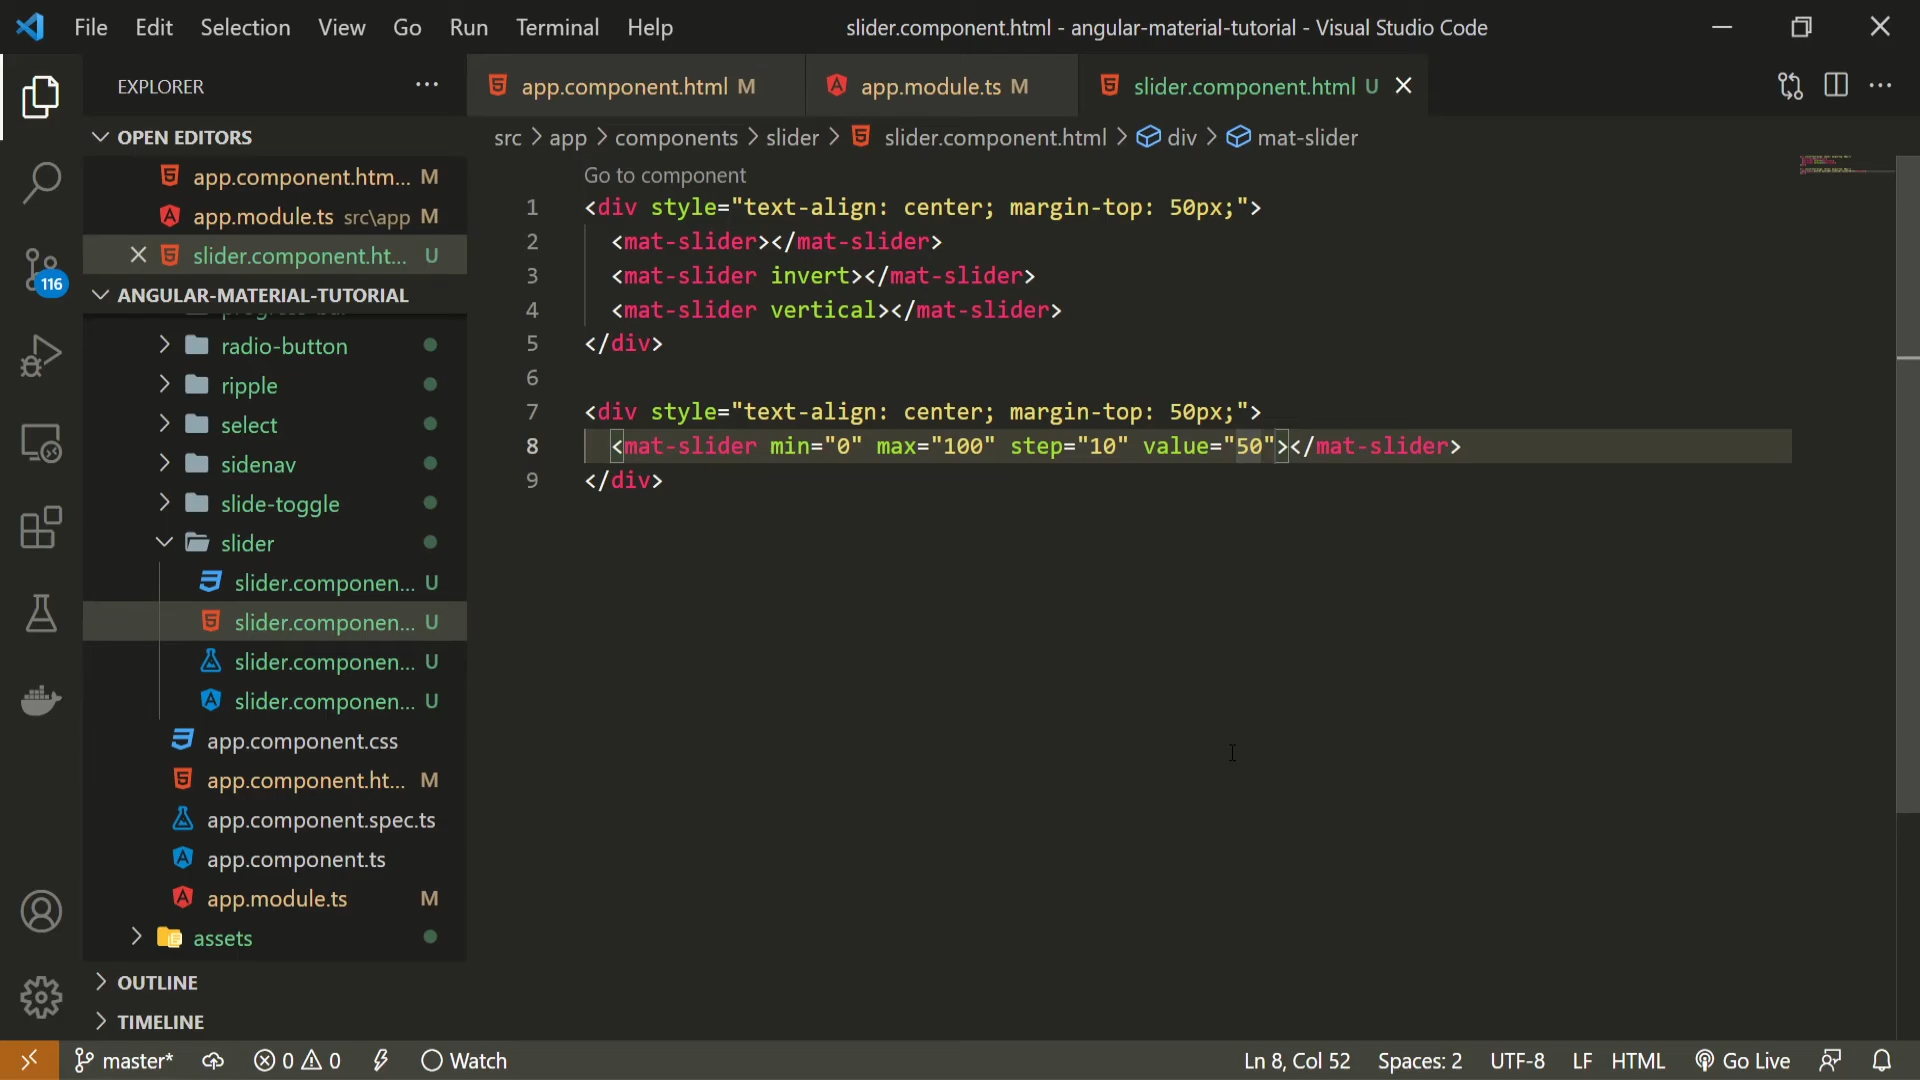 File Edit Selection View Go Run Terminal Help
slider.component.html - angular-material-tutorial - Visual Studio Code
EXPLORER
OPEN EDITORS
app.component.htm... M
app.module.ts src\app M
slider.component.ht... U
ANGULAR-MATERIAL-TUTORIAL
radio-button
ripple
select
sidenav
slide-toggle
slider
slider.componen... U
slider.componen... U
slider.componen... U
slider.componen... U
app.component.css
app.component.ht... M
app.component.spec.ts
app.component.ts
app.module.ts M
assets
OUTLINE
TIMELINE
116
app.component.html M
app.module.ts M
slider.component.html U
src > app > components > slider > slider.component.html > div > mat-slider
Go to component
1 <div style="text-align: center; margin-top: 50px;">
2 <mat-slider></mat-slider>
3 <mat-slider invert></mat-slider>
4 <mat-slider vertical></mat-slider>
5 </div>
6
7 <div style="text-align: center; margin-top: 50px;">
8 <mat-slider min="0" max="100" step="10" value="50"></mat-slider>
9 </div>
master* 0 0 Watch
Ln 8, Col 52 Spaces: 2 UTF-8 LF HTML Go Live